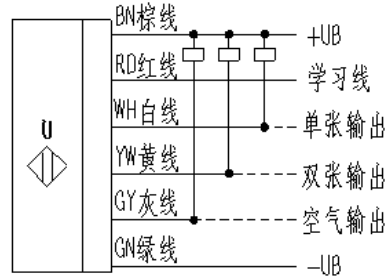 BN棕线 +UB
RD红线 学习线
WH白线 单张输出
U
YW黄线 双张输出
GY灰线 空气输出
GN绿线 -UB